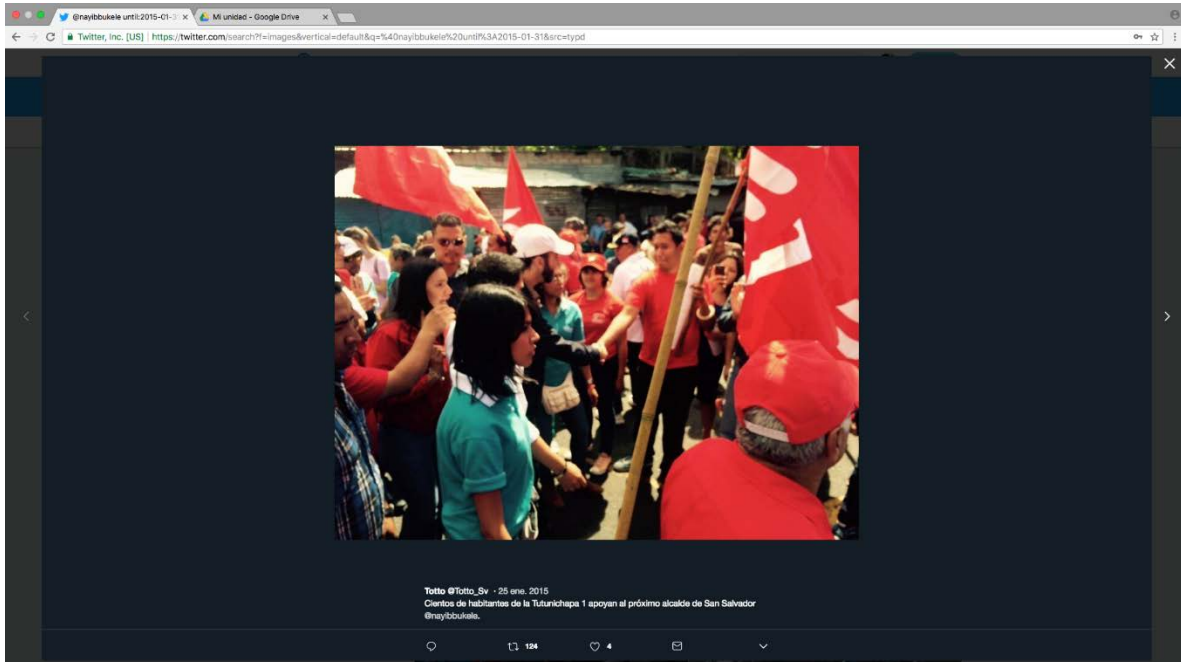 @nayibbukele until:2015-01-3
Mi unidad - Google Drive
Twitter, Inc. [US] | https://twitter.com/search?f=images&vertical=default&q=%40nayibbukele%20until%3A2015-01-31&src=typd
Totto @Totto_Sv · 25 ene. 2015
Cientos de habitantes de la Tutunichapa 1 apoyan al próximo alcalde de San Salvador
@nayibbukele.
124
4